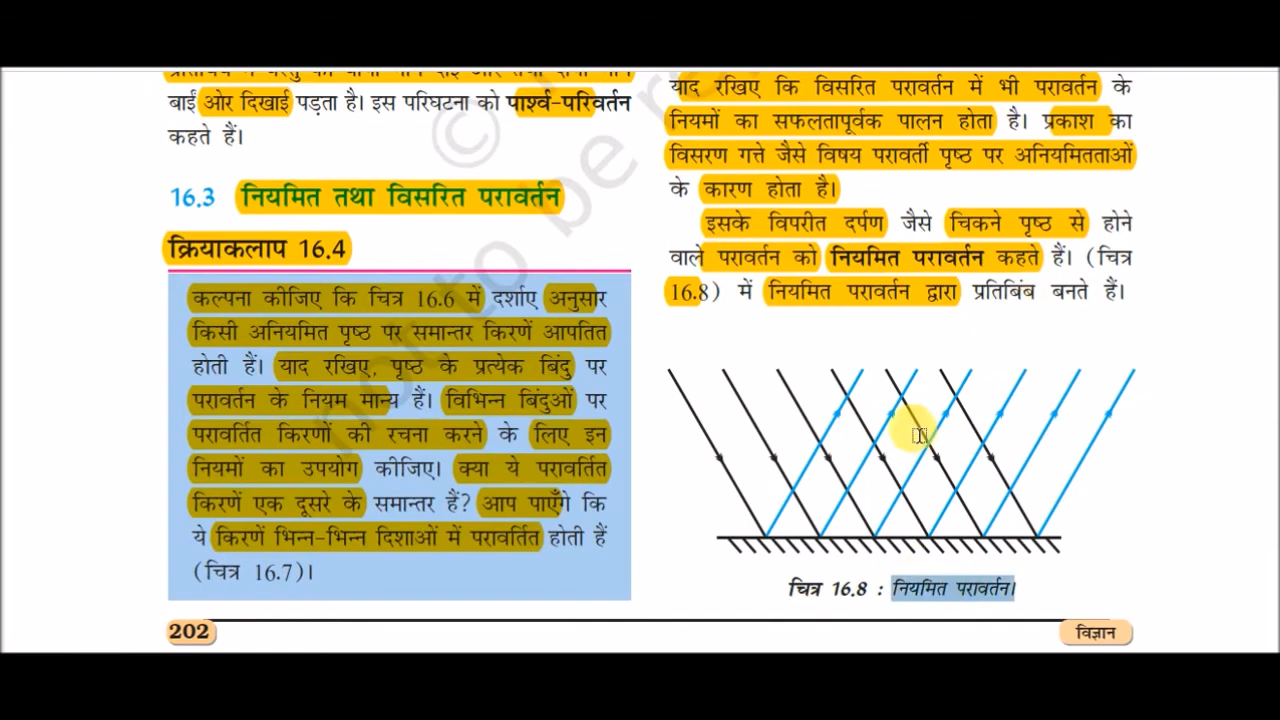 बाईं ओर दिखाई पड़ता है। इस परिघटना को पार्श्व-परिवर्तन
कहते हैं।
16.3 नियमित तथा विसरित परावर्तन
क्रियाकलाप 16.4
कल्पना कीजिए कि चित्र 16.6 में दर्शाए अनुसार
किसी अनियमित पृष्ठ पर समान्तर किरणें आपतित
होती हैं। याद रखिए, पृष्ठ के प्रत्येक बिंदु पर
परावर्तन के नियम मान्य हैं। विभिन्न बिंदुओं पर
परावर्तित किरणों की रचना करने के लिए इन
नियमों का उपयोग कीजिए। क्या ये परावर्तित
किरणें एक दूसरे के समान्तर हैं? आप पाएँगे कि
ये किरणें भिन्न-भिन्न दिशाओं में परावर्तित होती हैं
(चित्र 16.7)।
याद रखिए कि विसरित परावर्तन में भी परावर्तन के
नियमों का सफलतापूर्वक पालन होता है। प्रकाश का
विसरण गत्ते जैसे विषय परावर्ती पृष्ठ पर अनियमितताओं
के कारण होता है।
इसके विपरीत दर्पण जैसे चिकने पृष्ठ से होने
वाले परावर्तन को नियमित परावर्तन कहते हैं। (चित्र
16.8) में नियमित परावर्तन द्वारा प्रतिबिंब बनते हैं।
चित्र 16.8 : नियमित परावर्तन।
202
विज्ञान
© not to be re